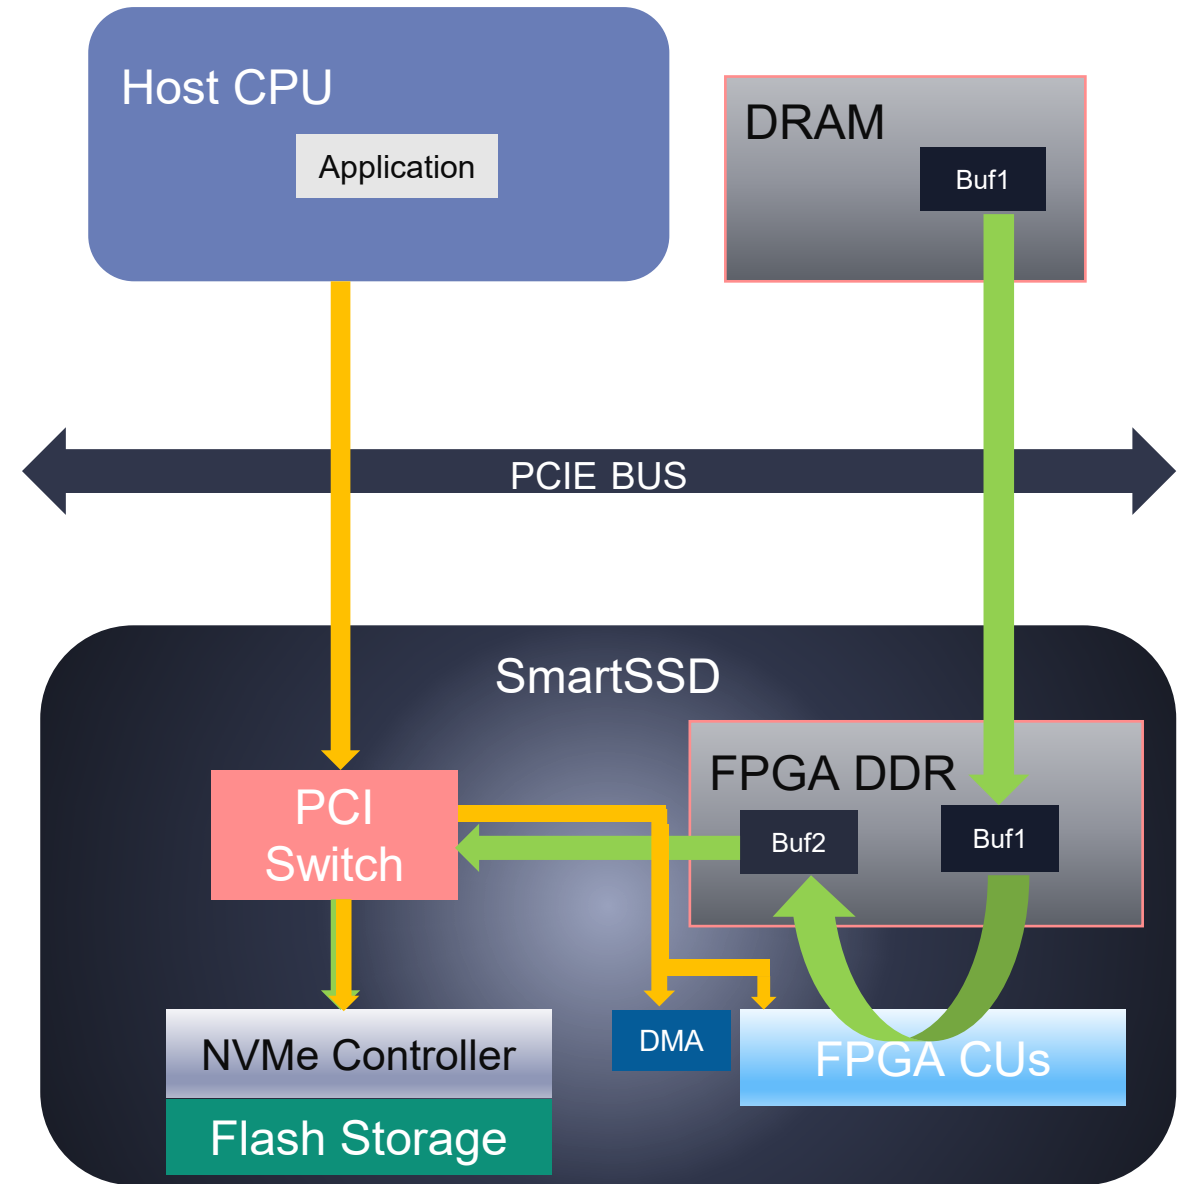 Host CPU
Application
DRAM
Buf1
PCIE BUS
SmartSSD
PCI
Switch
FPGA DDR
Buf2
Buf1
NVMe Controller
Flash Storage
DMA
FPGA CUs